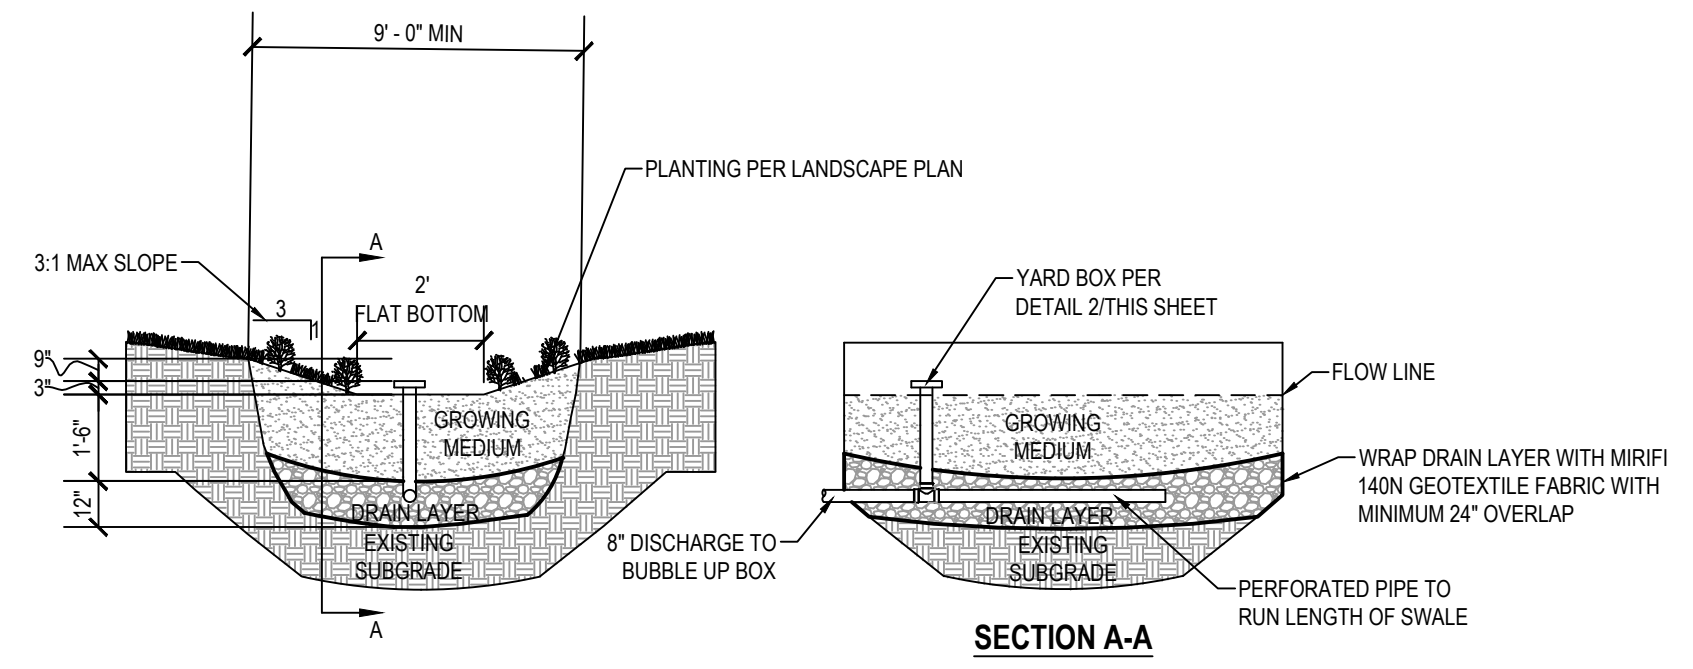 9' - 0" MIN
PLANTING PER LANDSCAPE PLAN
A
3:1 MAX SLOPE
3
1
2'
FLAT BOTTOM
9"
3"
1'-6"
12"
GROWING
MEDIUM
DRAIN LAYER
EXISTING
SUBGRADE
A
YARD BOX PER
DETAIL 2/THIS SHEET
FLOW LINE
GROWING
MEDIUM
WRAP DRAIN LAYER WITH MIRIFI
140N GEOTEXTILE FABRIC WITH
MINIMUM 24" OVERLAP
DRAIN LAYER
EXISTING
SUBGRADE
8" DISCHARGE TO
BUBBLE UP BOX
PERFORATED PIPE TO
RUN LENGTH OF SWALE
SECTION A-A